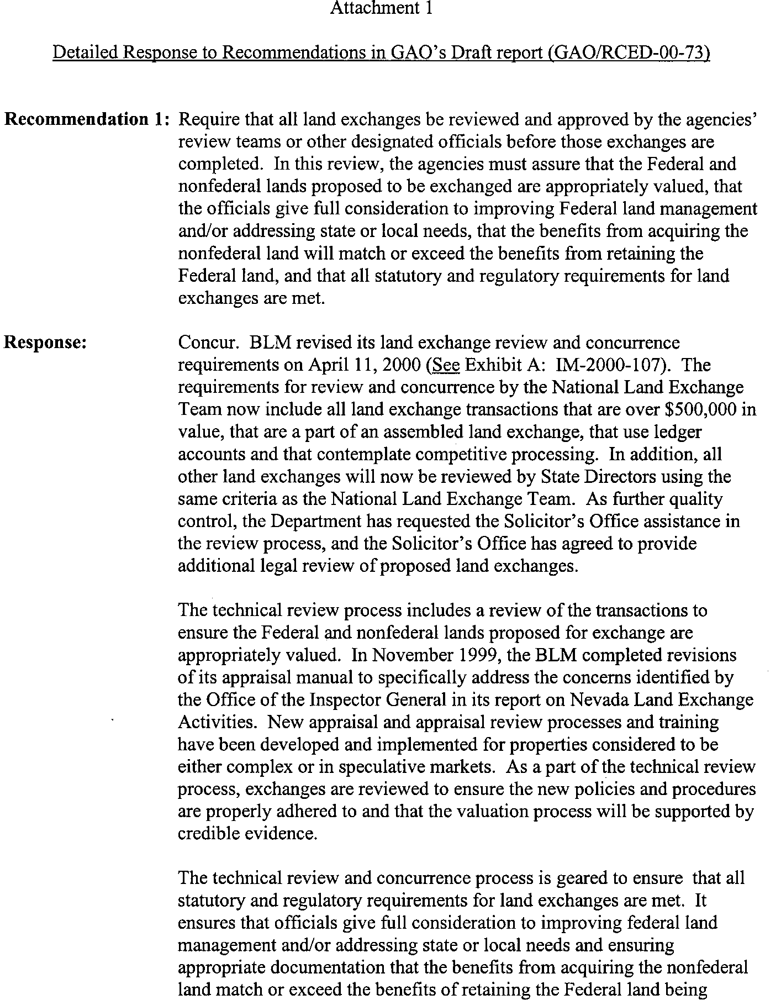 Attachment 1
Detailed Response to Recommendations in GAO's Draft report (GAO/RCED-00-73)
Recommendation 1: Require that all land exchanges be reviewed and approved by the agencies'
review teams or other designated officials before those exchanges are
completed. In this review, the agencies must assure that the Federal and
nonfederal lands proposed to be exchanged are appropriately valued, that
the officials give full consideration to improving Federal land management
and/or addressing state or local needs, that the benefits from acquiring the
nonfederal land will match or exceed the benefits from retaining the
Federal land, and that all statutory and regulatory requirements for land
exchanges are met.
Response: Concur. BLM revised its land exchange review and concurrence
requirements on April 11, 2000 (See Exhibit A: IM-2000-107). The
requirements for review and concurrence by the National Land Exchange
Team now include all land exchange transactions that are over $500,000 in
value, that are a part of an assembled land exchange, that use ledger
accounts and that contemplate competitive processing. In addition, all
other land exchanges will now be reviewed by State Directors using the
same criteria as the National Land Exchange Team. As further quality
control, the Department has requested the Solicitor's Office assistance in
the review process, and the Solicitor's Office has agreed to provide
additional legal review of proposed land exchanges.
The technical review process includes a review of the transactions to
ensure the Federal and nonfederal lands proposed for exchange are
appropriately valued. In November 1999, the BLM completed revisions
of its appraisal manual to specifically address the concerns identified by
the Office of the Inspector General in its report on Nevada Land Exchange
Activities. New appraisal and appraisal review processes and training
have been developed and implemented for properties considered to be
either complex or in speculative markets. As a part of the technical review
process, exchanges are reviewed to ensure the new policies and procedures
are properly adhered to and that the valuation process will be supported by
credible evidence.
The technical review and concurrence process is geared to ensure that all
statutory and regulatory requirements for land exchanges are met. It
ensures that officials give full consideration to improving federal land
management and/or addressing state or local needs and ensuring
appropriate documentation that the benefits from acquiring the nonfederal
land match or exceed the benefits of retaining the Federal land being